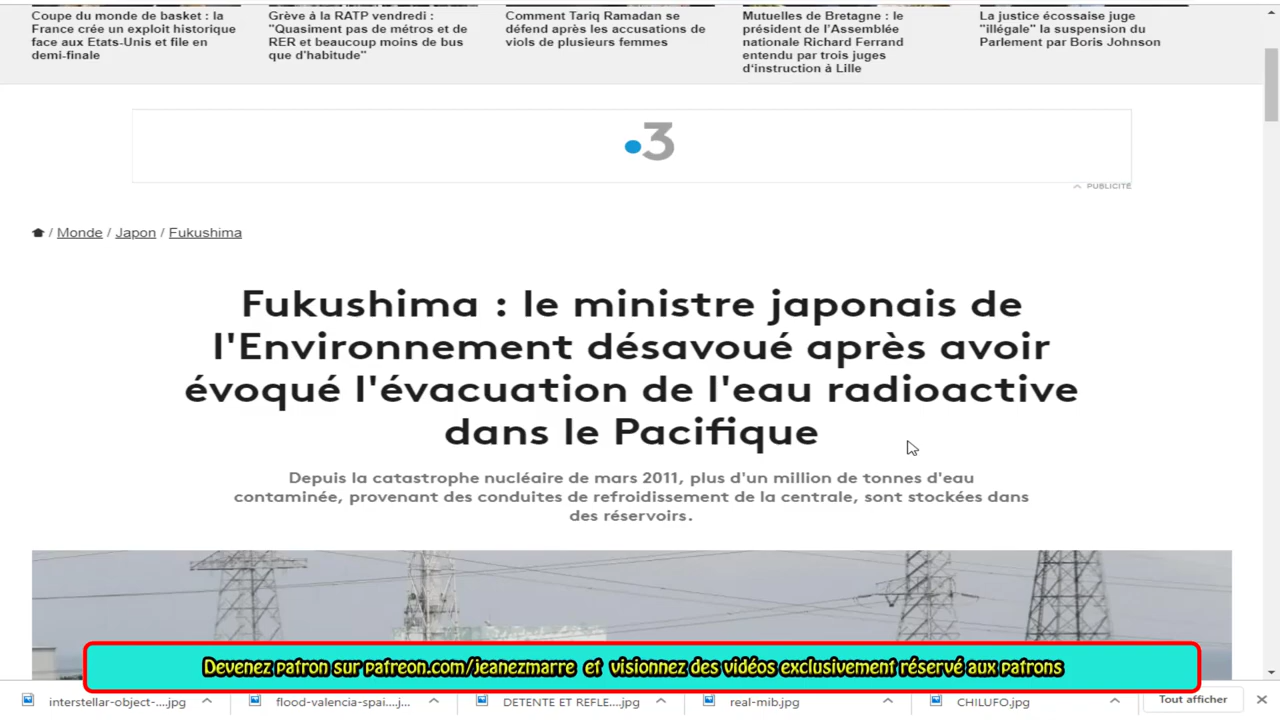 Coupe du monde de basket : la
France crée un exploit historique
face aux Etats-Unis et file en
demi-finale
Grève à la RATP vendredi :
"Quasiment pas de métros et de
RER et beaucoup moins de bus
que d'habitude"
Comment Tariq Ramadan se
défend après les accusations de
viols de plusieurs femmes
Mutuelles de Bretagne : le
président de l'Assemblée
nationale Richard Ferrand
entendu par trois juges
d'instruction à Lille
La justice écossaise juge
"illégale" la suspension du
Parlement par Boris Johnson
3
PUBLICITÉ
/ Monde / Japon / Fukushima
Fukushima : le ministre japonais de
l'Environnement désavoué après avoir
évoqué l'évacuation de l'eau radioactive
dans le Pacifique
Depuis la catastrophe nucléaire de mars 2011, plus d'un million de tonnes d'eau
contaminée, provenant des conduites de refroidissement de la centrale, sont stockées dans
des réservoirs.
Devenez patron sur patreon.com/jeanezmarre et visionnez des vidéos exclusivement réservé aux patrons
interstellar-object-....jpg
flood-valencia-spai....j...
DETENTE ET REFLE....jpg
real-mib.jpg
CHILUFO.jpg
Tout afficher